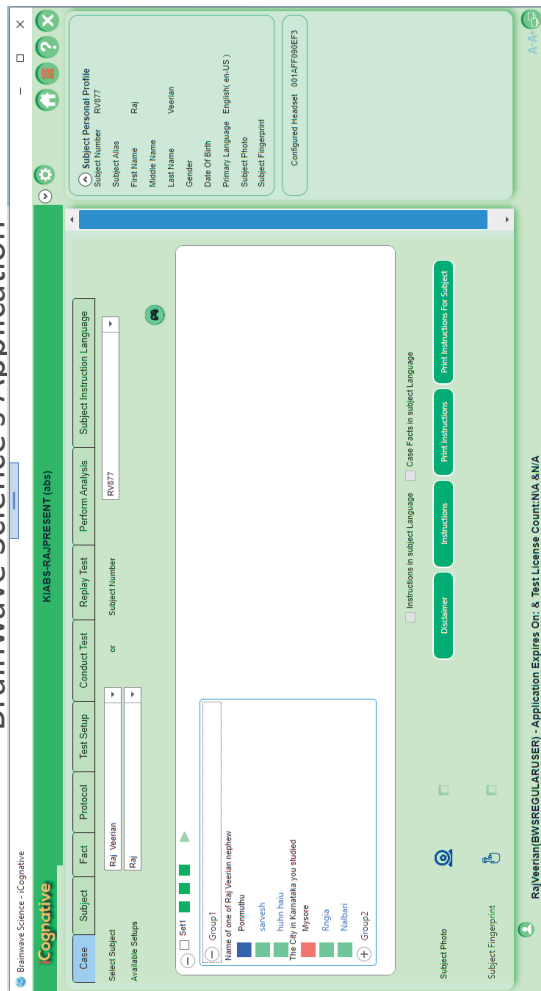 Brainwave Science's Application
Brainwave Science - iCognative
iCognative
KIABS-RAJPRESENT (abs)
Case
Subject
Fact
Protocol
Test Setup
Conduct Test
Replay Test
Perform Analysis
Subject Instruction Language
Select Subject
Raj Veerian
or
Subject Number
RV877
Available Setups
Raj
Set1
Group1
Name of one of Raj Veerian nephew
Ponmuthu
sarvesh
huhn haiu
The City in Karnataka you studied
Mysore
Rngia
Nalbari
Group2
Instructions in subject Language
Case Facts in subject Language
Subject Photo
Subject Fingerprint
Disclaimer
Instructions
Print Instructions
Print Instructions For Subject
Subject Personal Profile
Subject Number RV877
Subject Alias
First Name Raj
Middle Name
Last Name Veerian
Gender
Date Of Birth
Primary Language English( en-US )
Subject Photo
Subject Fingerprint
Configured Headset 001AFF090EF3
RajVeerian(BWSREGULARUSER) - Application Expires On: & Test License Count:N\A &N/A
A-A+